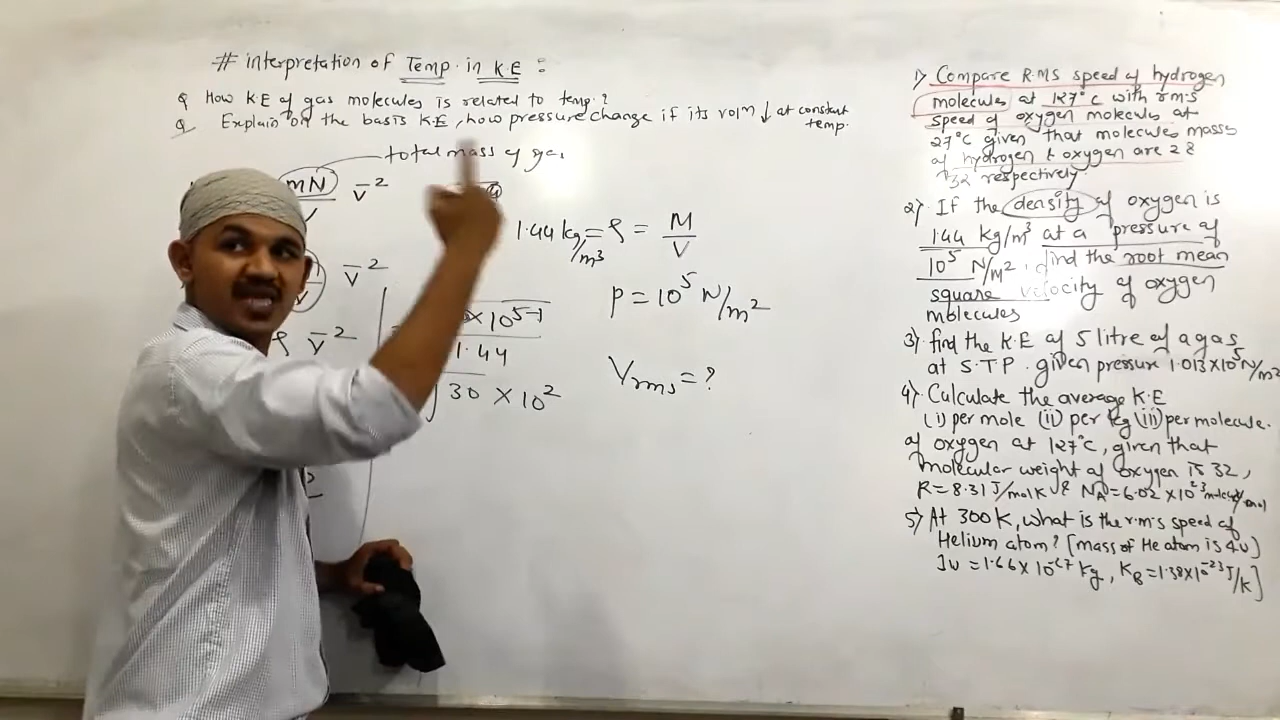 # interpretation of Temp. in K.E :
Q How K.E of gas molecules is related to temp.?
Q Explain on the basis K.E, how pressure change if its volm ↓ at constant
temp.
total mass of gas
mN v̄²
V
1.44 kg/m³ = ρ = M/V
v̄²
V
P = 10⁵ N/m²
ρ v̄²
× 10⁵⁻¹
1.44
Vrms = ?
30 × 10²
1) Compare R.M.S speed of hydrogen
molecules at 127°C with r.m.s
speed of oxygen molecules at
27°C given that molecules masses
of hydrogen & oxygen are 2 &
32 respectively.
2) If the density of oxygen is
1.44 kg/m³ at a pressure of
10⁵ N/m², find the root mean
square velocity of oxygen
molecules
3) find the K.E of 5 litre of a gas
at S.T.P. given pressure 1.013×10⁵N/m²
4) Calculate the average K.E
(i) per mole (ii) per kg (iii) per molecule.
of oxygen at 127°C, given that
molecular weight of oxygen is 32,
R = 8.31 J/mol K & NA = 6.02 × 10²³ molecules/mol
5) At 300 K, what is the r.m.s speed of
Helium atom? [mass of He atom is 4u]
1u = 1.66×10⁻²⁷ kg, KB = 1.38×10⁻²³ J/K]